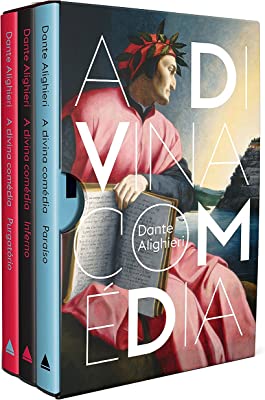 Dante Alighieri A divina comédia Purgatório
Dante Alighieri A divina comédia Inferno
Dante Alighieri A divina comédia Paraíso
A DI
VINA
COM
EDIA
Dante
Alighieri